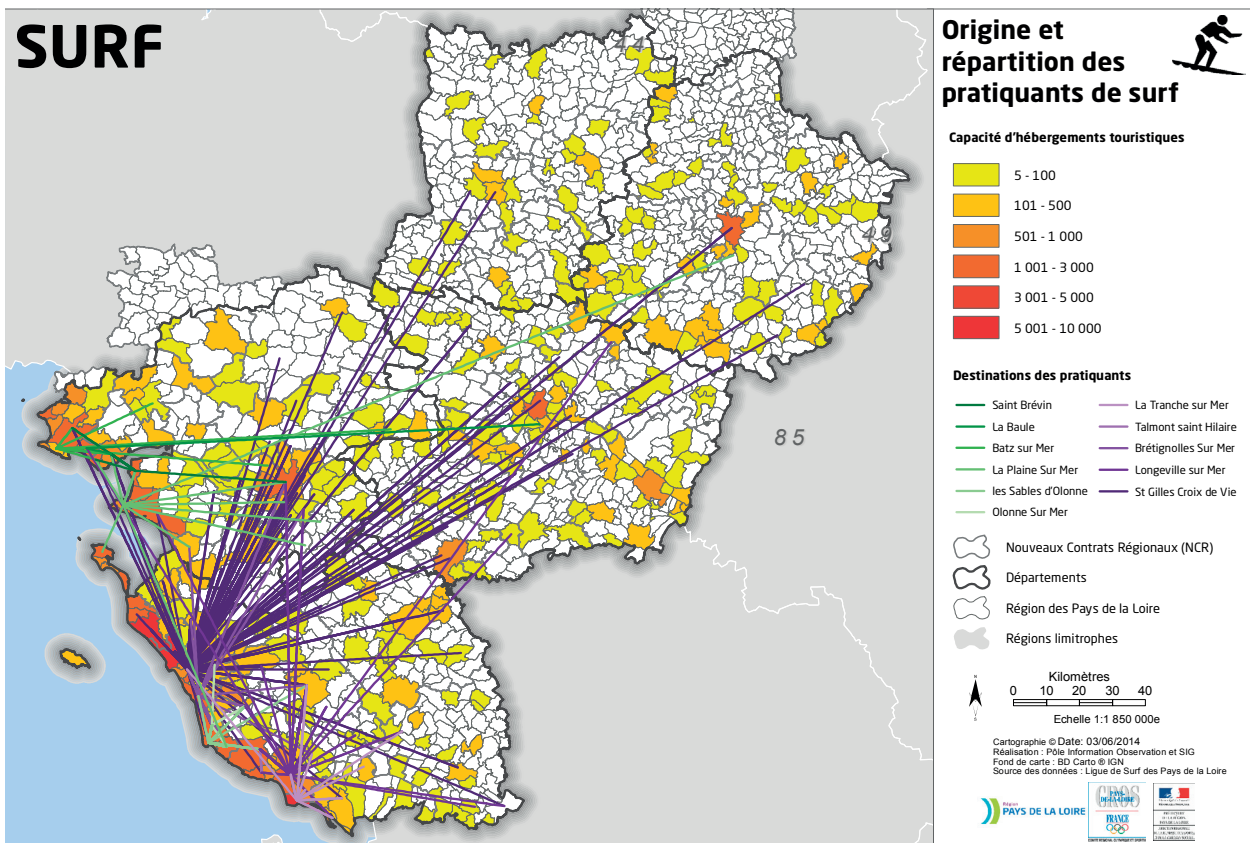 SURF
44
49
85
Origine et
répartition des
pratiquants de surf
Capacité d'hébergements touristiques
5 - 100
101 - 500
501 - 1 000
1 001 - 3 000
3 001 - 5 000
5 001 - 10 000
Destinations des pratiquants
Saint Brévin
La Baule
Batz sur Mer
La Plaine Sur Mer
les Sables d'Olonne
Olonne Sur Mer
La Tranche sur Mer
Talmont saint Hilaire
Brétignolles Sur Mer
Longeville sur Mer
St Gilles Croix de Vie
Nouveaux Contrats Régionaux (NCR)
Départements
Région des Pays de la Loire
Régions limitrophes
N
S
Kilomètres
0 10 20 30 40
Echelle 1:1 850 000e
Cartographie © Date: 03/06/2014
Réalisation : Pôle Information Observation et SIG
Fond de carte : BD Carto ® IGN
Source des données : Ligue de Surf des Pays de la Loire
Région
PAYS DE LA LOIRE
PAYS-
DE-LA-LOIRE
CROS
FRANCE